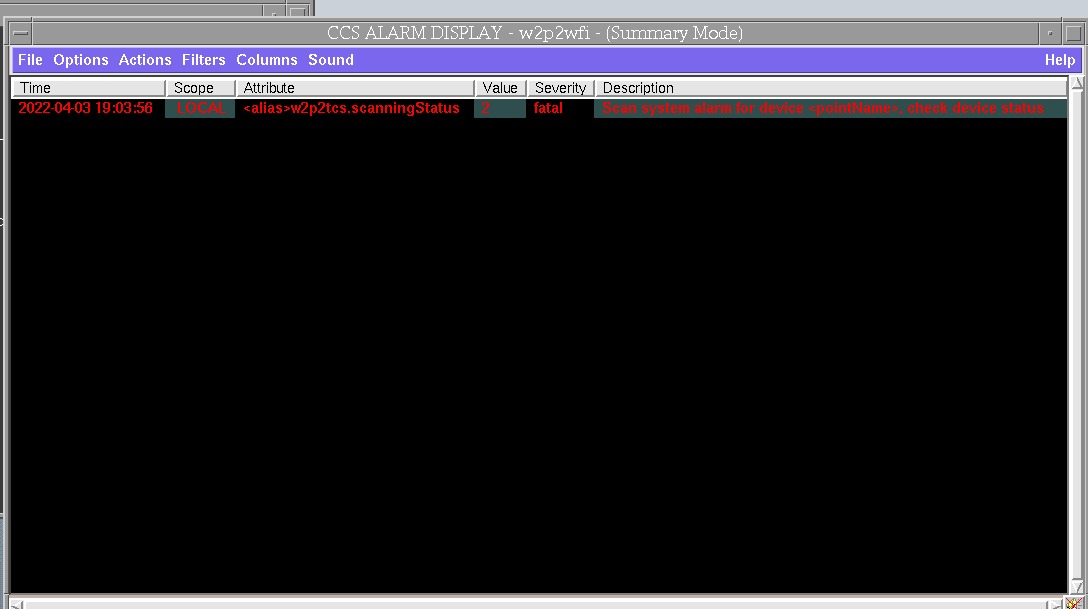 CCS ALARM DISPLAY - w2p2wfi - (Summary Mode)
File Options Actions Filters Columns Sound Help
Time Scope Attribute Value Severity Description
2022-04-03 19:03:56 LOCAL <alias>w2p2tcs.scanningStatus 2 fatal Scan system alarm for device <pointName>, check device status